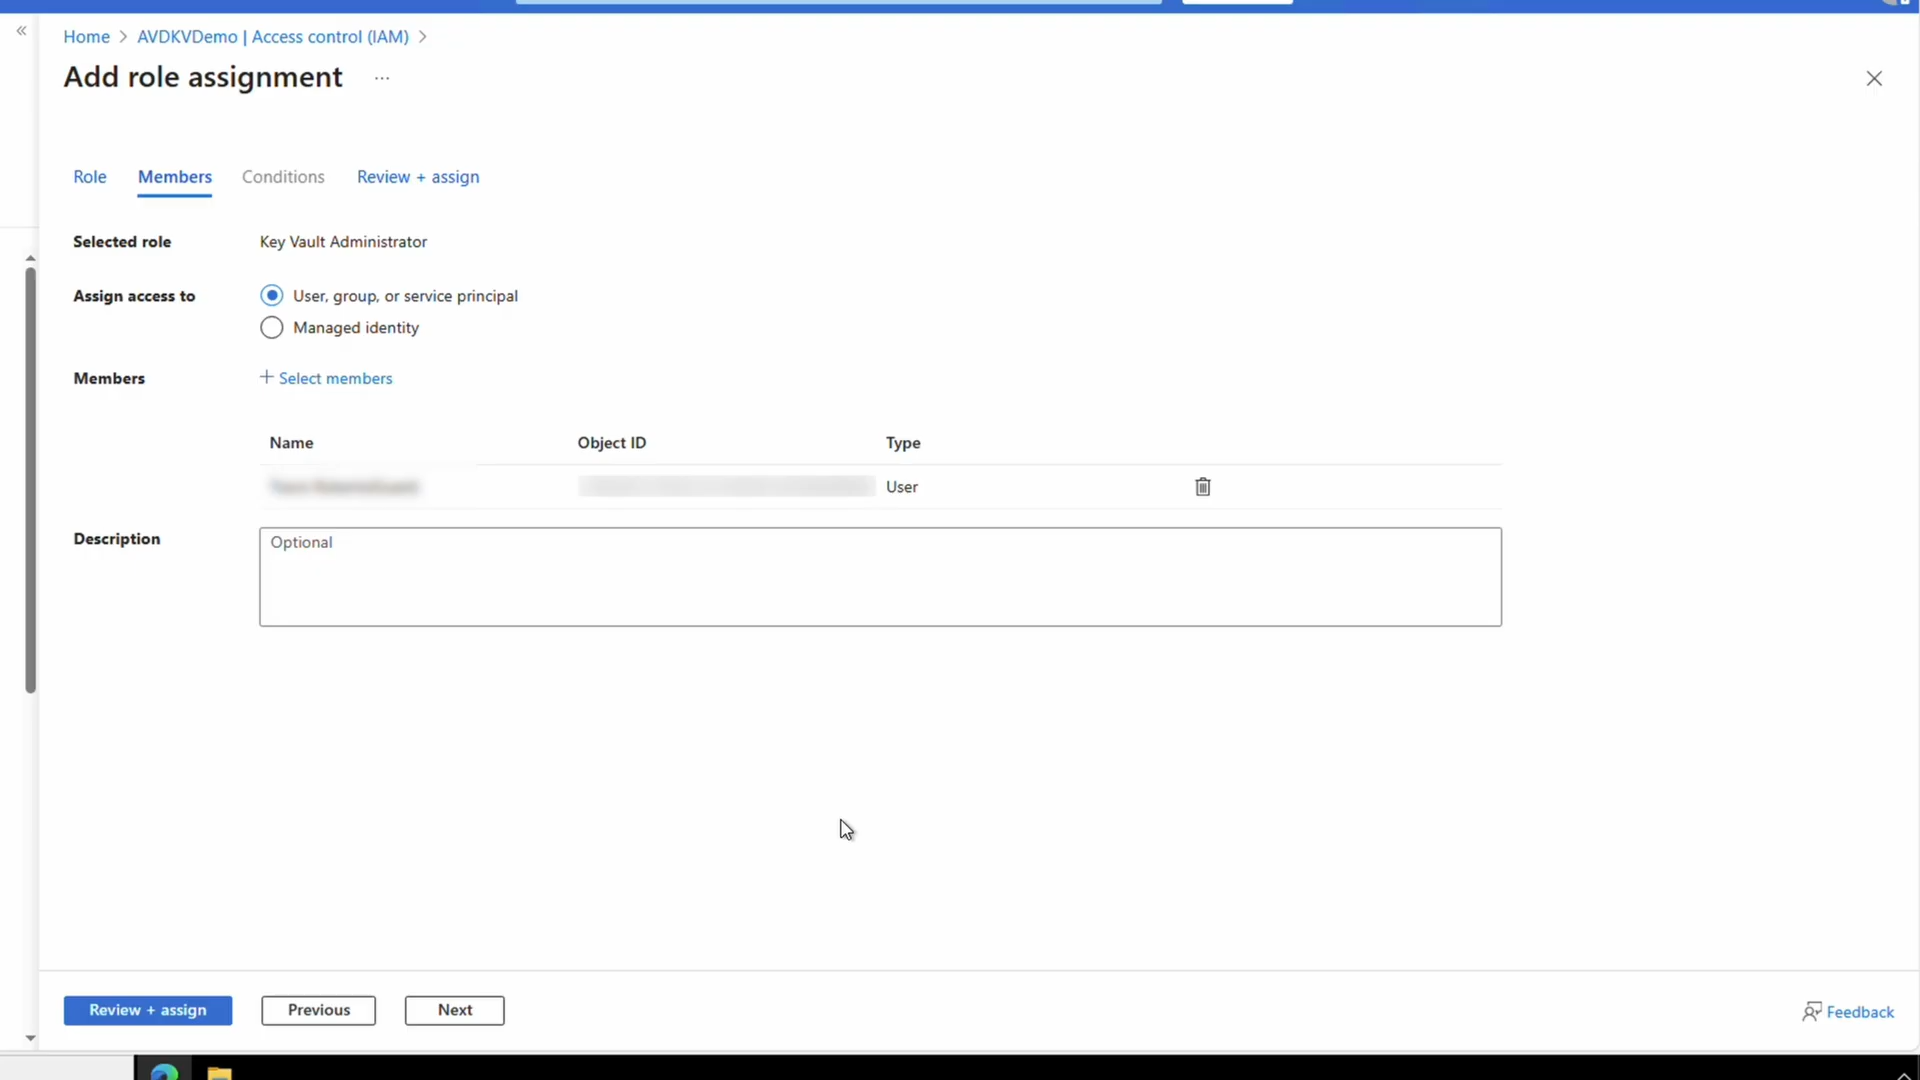 Home > AVDKVDemo | Access control (IAM) >
Add role assignment ...
Role Members Conditions Review + assign
Selected role Key Vault Administrator
Assign access to User, group, or service principal
Managed identity
Members + Select members
Name Object ID Type
User
Description Optional
Review + assign Previous Next Feedback